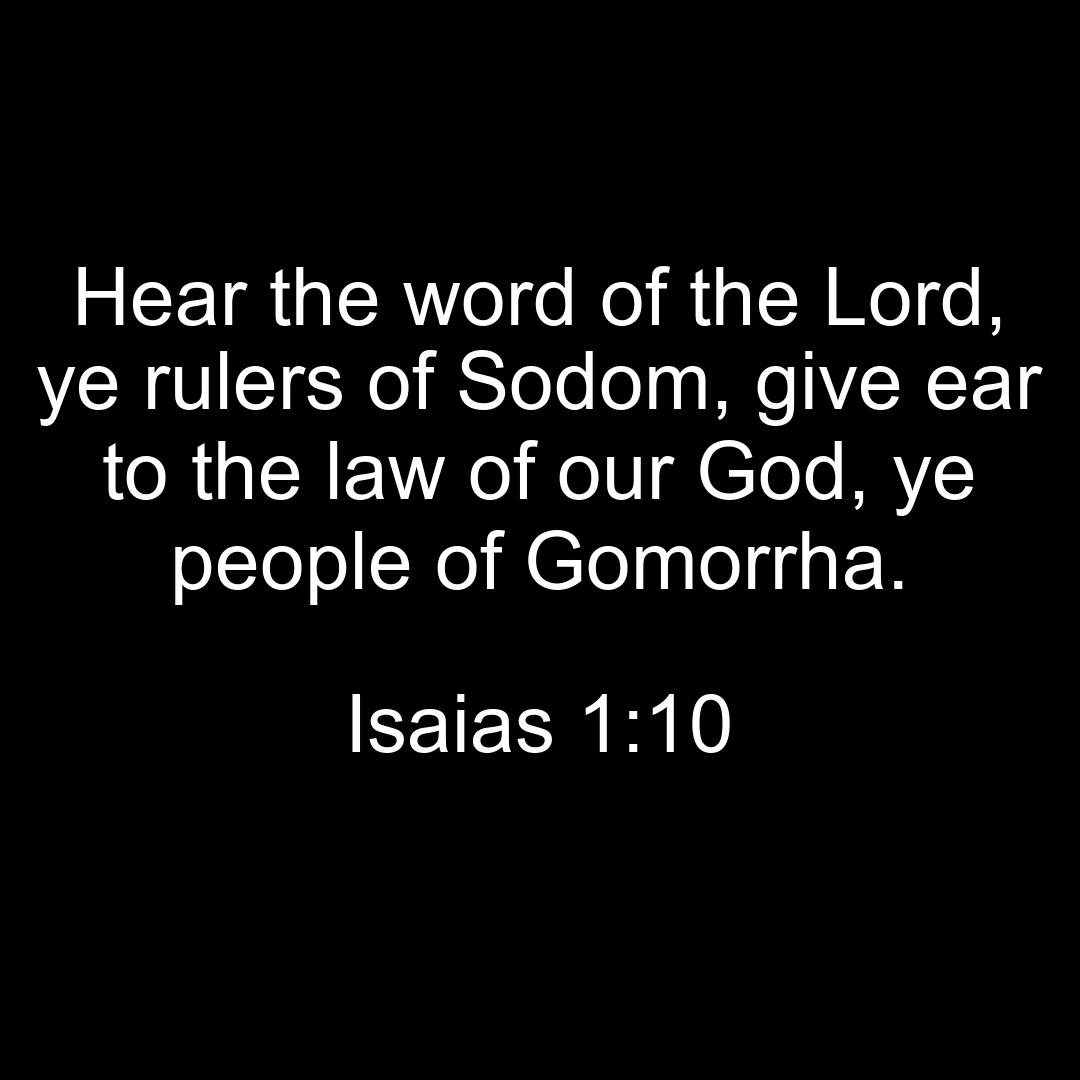 Hear the word of the Lord,
ye rulers of Sodom, give ear
to the law of our God, ye
people of Gomorrha.
Isaias 1:10